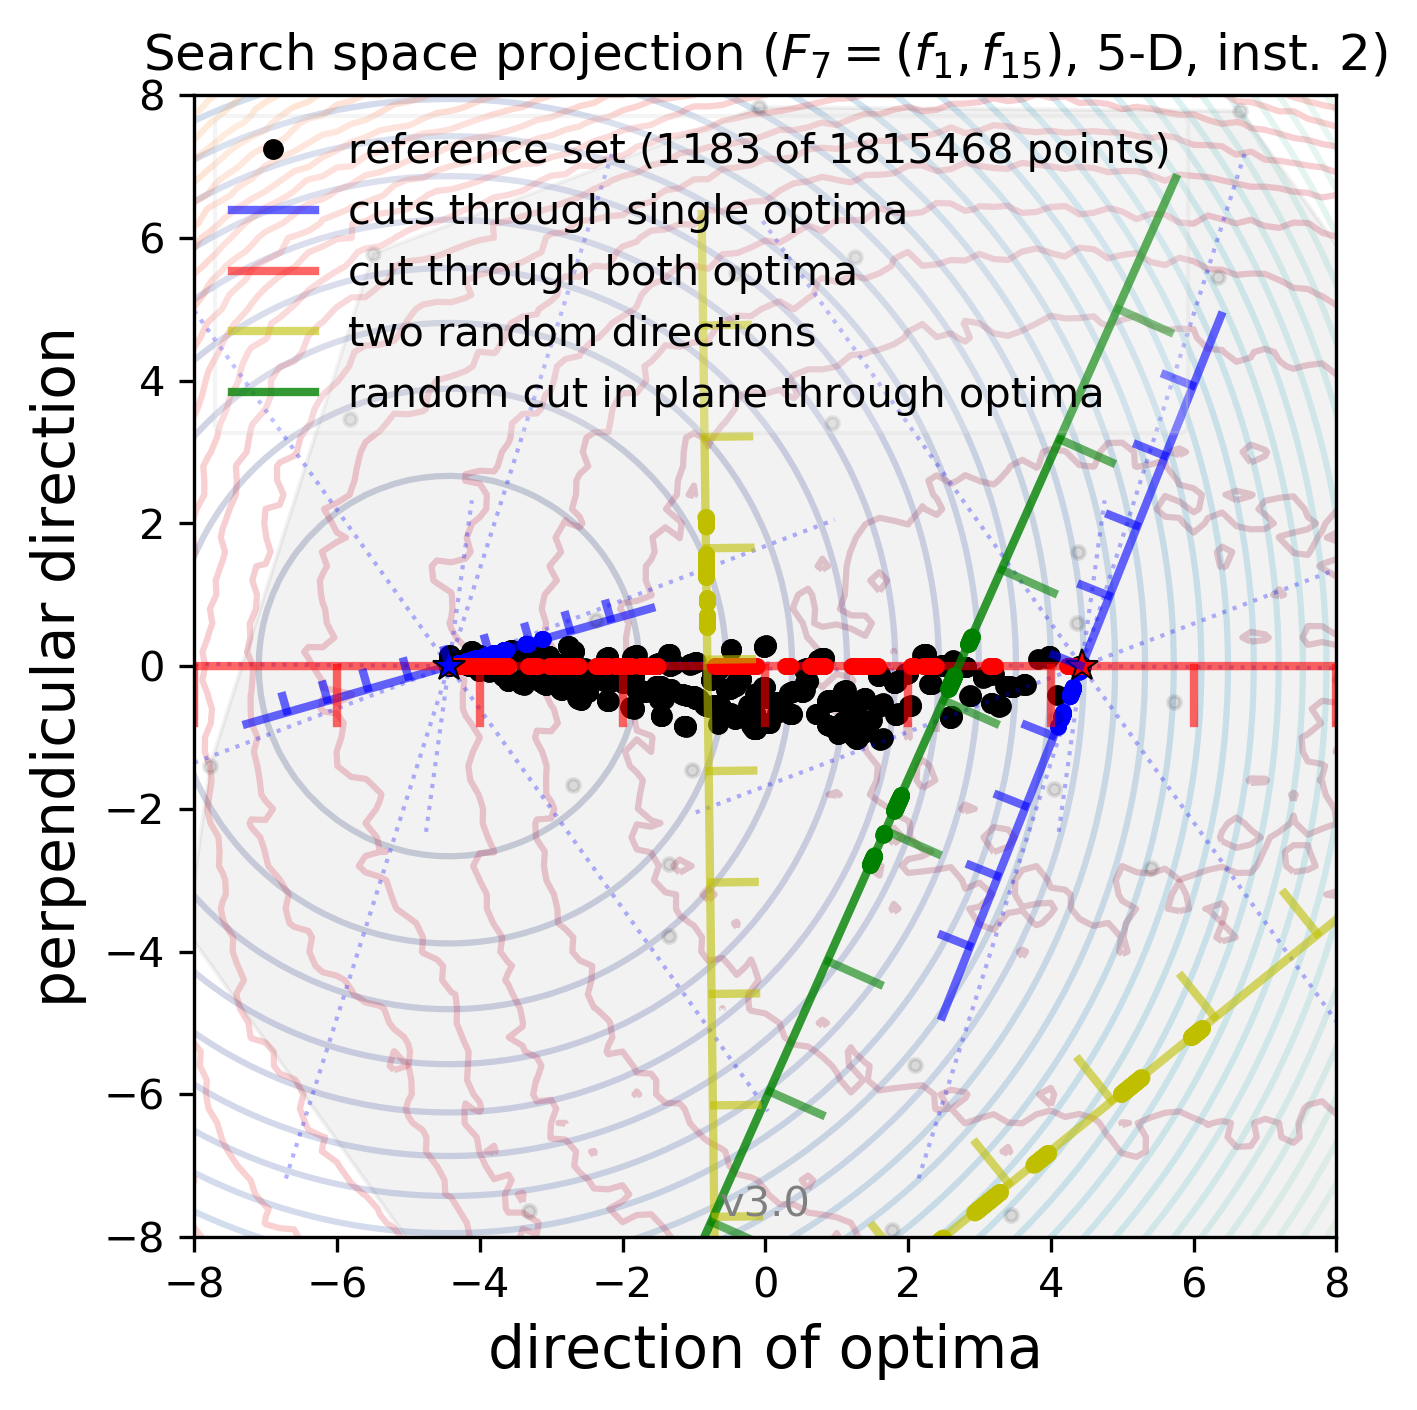 Search space projection (F₇ = (f₁, f₁₅), 5-D, inst. 2)
reference set (1183 of 1815468 points)
cuts through single optima
cut through both optima
two random directions
random cut in plane through optima
perpendicular direction
8
6
4
2
0
−2
−4
−6
−8
v3.0
−8 −6 −4 −2 0 2 4 6 8
direction of optima